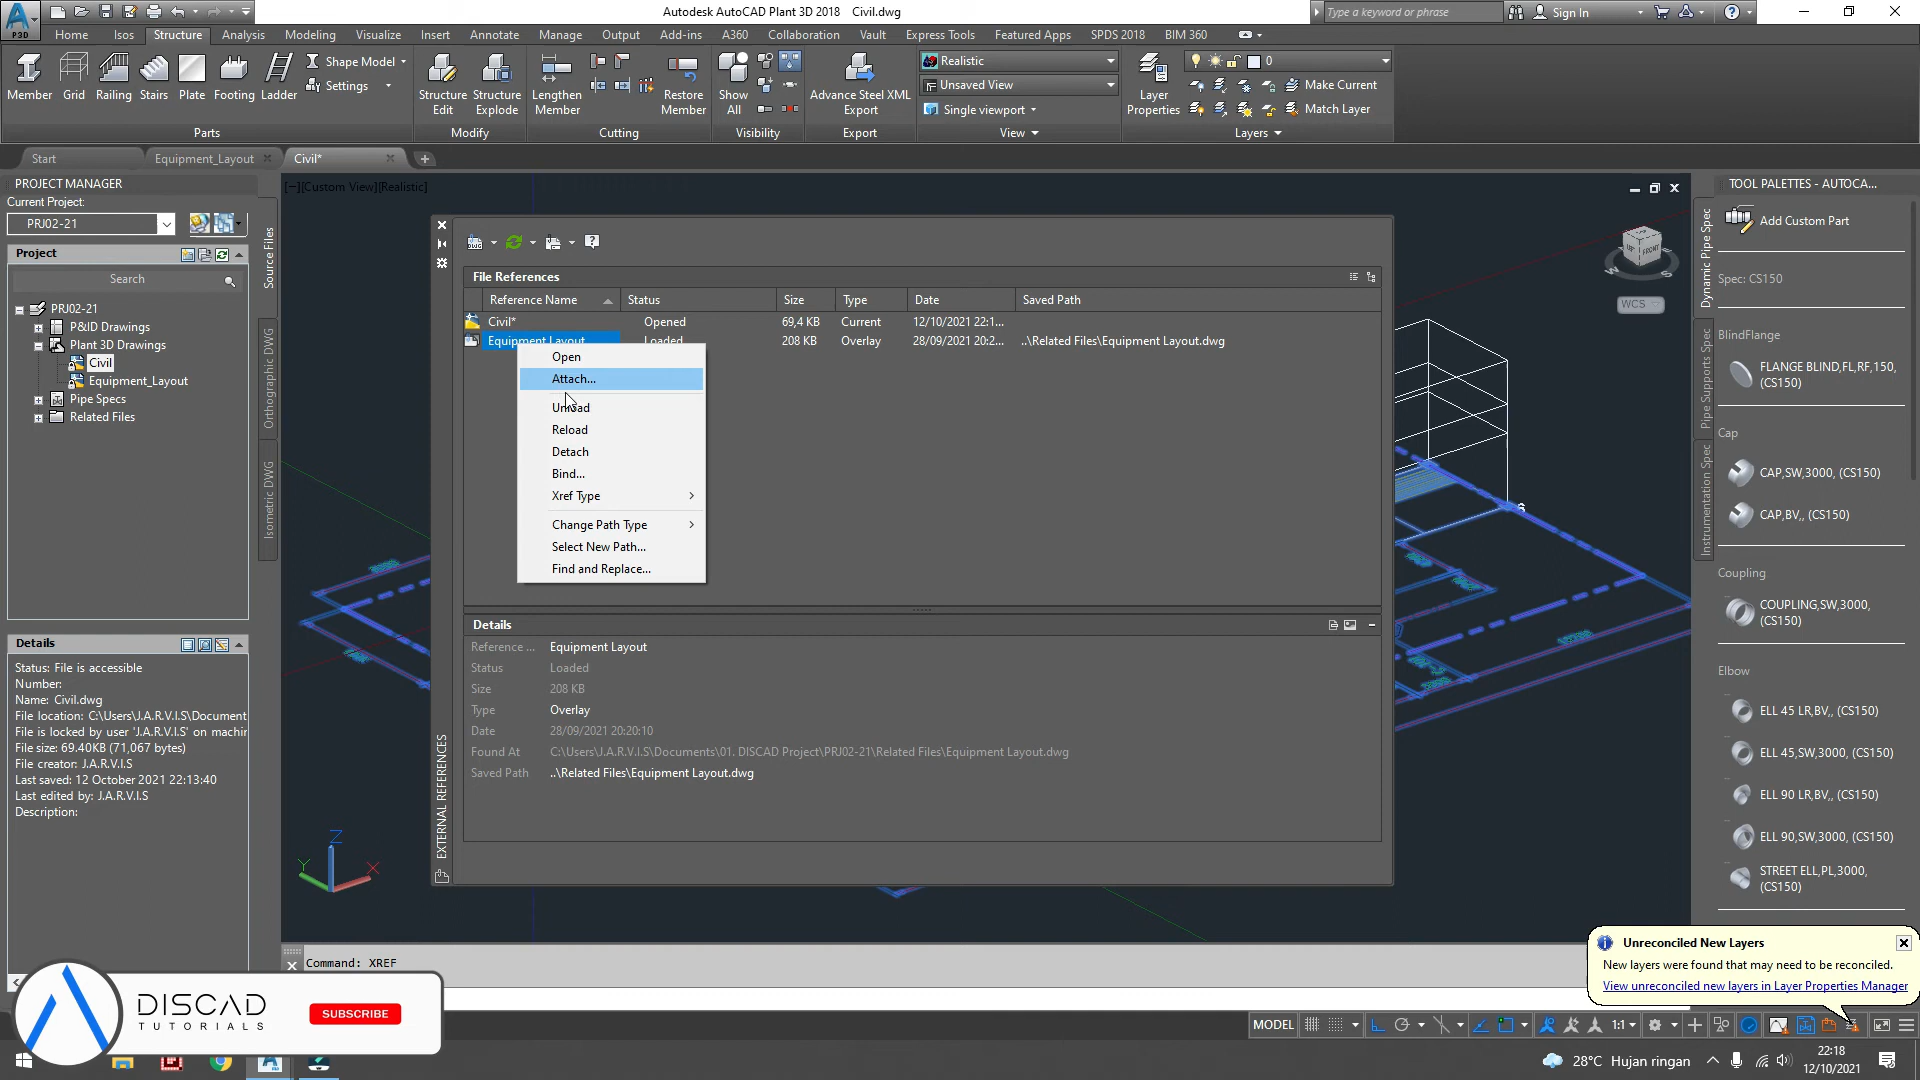 Autodesk AutoCAD Plant 3D 2018 Civil.dwg
Type a keyword or phrase
Sign In
Home Isos Structure Analysis Modeling Visualize Insert Annotate Manage Output Add-ins A360 Collaboration Vault Express Tools Featured Apps SPDS 2018 BIM 360
P3D
Member Grid Railing Stairs Plate Footing Ladder
Shape Model
Settings
Structure Edit
Structure Explode
Lengthen Member
Restore Member
Show All
Advance Steel XML Export
Realistic
Unsaved View
Single viewport
Layer Properties
0
Make Current
Match Layer
Parts Modify Cutting Visibility Export View Layers
Start Equipment_Layout Civil*
PROJECT MANAGER
Current Project:
PRJ02-21
Project
Search
PRJ02-21
P&ID Drawings
Plant 3D Drawings
Civil
Equipment_Layout
Pipe Specs
Related Files
Source Files
Orthographic DWG
Isometric DWG
Details
Status: File is accessible
Number:
Name: Civil.dwg
File location: C:\Users\J.A.R.V.I.S\Document
File is locked by user 'J.A.R.V.I.S' on machin
File size: 69.40KB (71,067 bytes)
File creator: J.A.R.V.I.S
Last saved: 12 October 2021 22:13:40
Last edited by: J.A.R.V.I.S
Description:
[−][Custom View][Realistic]
File References
Reference Name Status Size Type Date Saved Path
Civil* Opened 69,4 KB Current 12/10/2021 22:1...
Equipment Layout Loaded 208 KB Overlay 28/09/2021 20:2... ..\Related Files\Equipment Layout.dwg
Open
Attach...
Unload
Reload
Detach
Bind...
Xref Type
Change Path Type
Select New Path...
Find and Replace...
Details
Reference ... Equipment Layout
Status Loaded
Size 208 KB
Type Overlay
Date 28/09/2021 20:20:10
Found At C:\Users\J.A.R.V.I.S\Documents\01. DISCAD Project\PRJ02-21\Related Files\Equipment Layout.dwg
Saved Path ..\Related Files\Equipment Layout.dwg
EXTERNAL REFERENCES
Z
Y
X
FRONT
W
S
WCS
TOOL PALETTES - AUTOCA...
Dynamic Pipe Spec
Pipe Supports Spec
Instrumentation Spec
Add Custom Part
Spec: CS150
BlindFlange
FLANGE BLIND,FL,RF,150, (CS150)
Cap
CAP,SW,3000, (CS150)
CAP,BV,, (CS150)
Coupling
COUPLING,SW,3000, (CS150)
Elbow
ELL 45 LR,BV,, (CS150)
ELL 45,SW,3000, (CS150)
ELL 90 LR,BV,, (CS150)
ELL 90,SW,3000, (CS150)
STREET ELL,PL,3000, (CS150)
Unreconciled New Layers
New layers were found that may need to be reconciled.
View unreconciled new layers in Layer Properties Manager
Command: XREF
DISCAD
TUTORIALS
SUBSCRIBE
MODEL
1:1
28°C Hujan ringan
22:18
12/10/2021